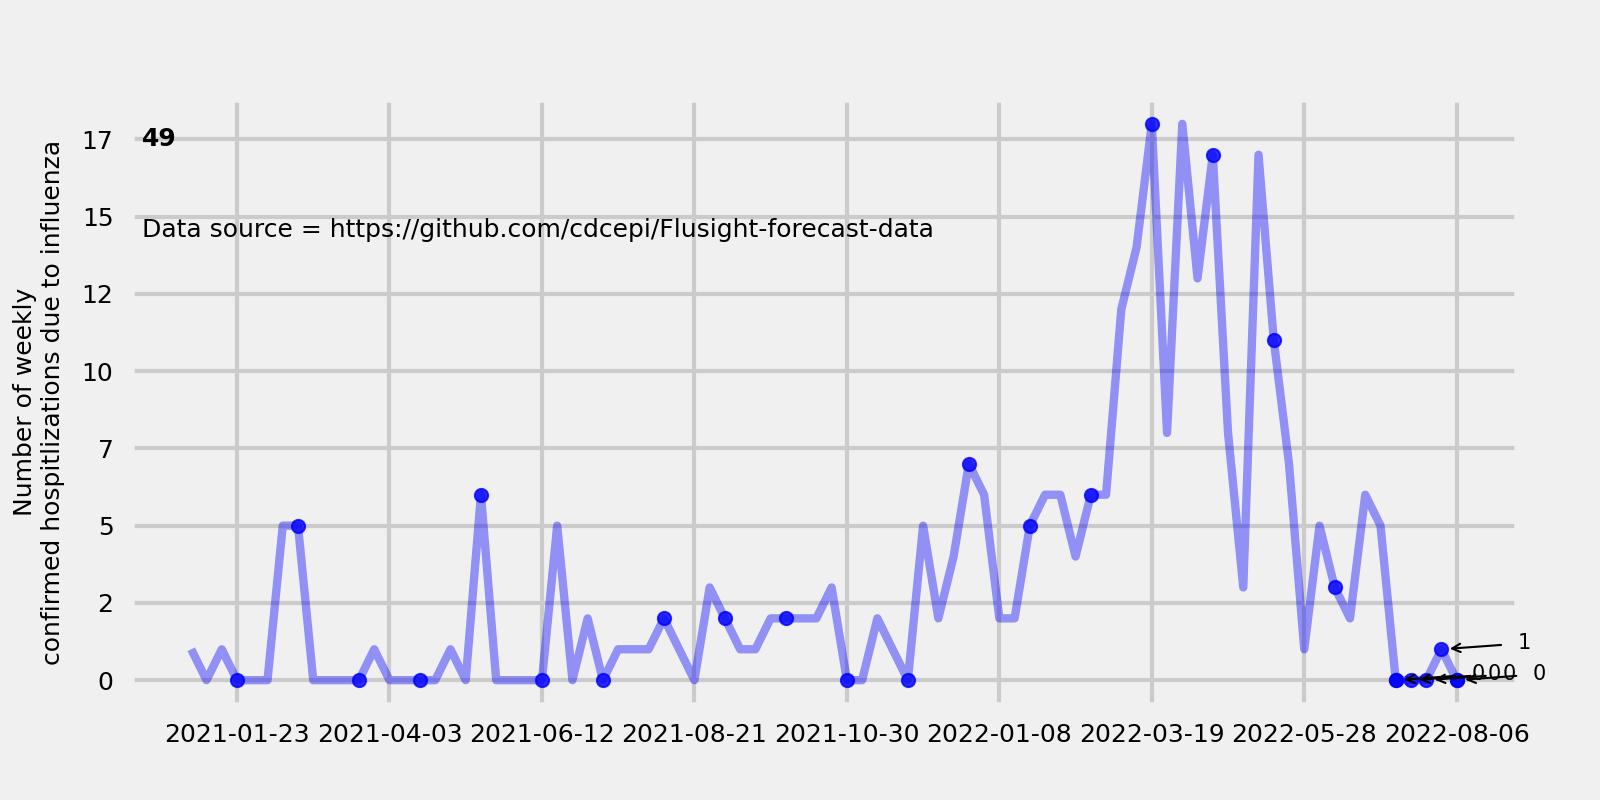 49
Data source = https://github.com/cdcepi/Flusight-forecast-data
Number of weekly
confirmed hospitlizations due to influenza
17
15
12
10
7
5
2
0
1
0 0 0 0
2021-01-23 2021-04-03 2021-06-12 2021-08-21 2021-10-30 2022-01-08 2022-03-19 2022-05-28 2022-08-06